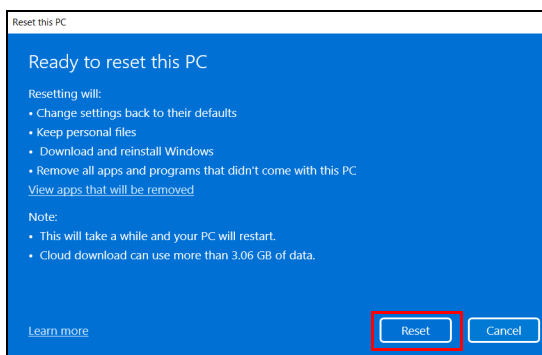 Reset this PC
Ready to reset this PC
Resetting will:
• Change settings back to their defaults
• Keep personal files
• Download and reinstall Windows
• Remove all apps and programs that didn't come with this PC
View apps that will be removed
Note:
• This will take a while and your PC will restart.
• Cloud download can use more than 3.06 GB of data.
Learn more
Reset
Cancel